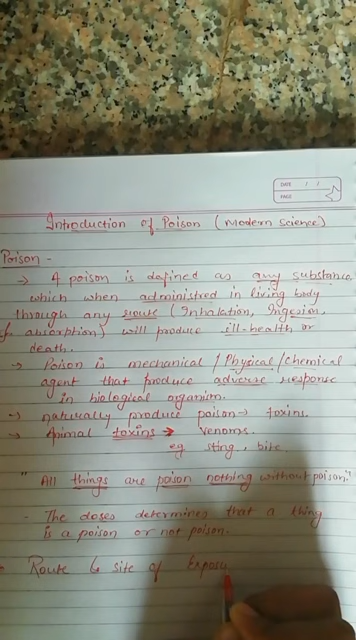 DATE / /
PAGE
Introduction of Poison (Modern Science)
Poison -
→ A poison is defined as any substance
which when administred in living body
through any route (Inhalation, Ingesion,
& absorption) will produce ill-health or
death.
→ Poison is mechanical / Physical / Chemical
agent that produce adverse response
in biological organism.
→ naturally produce poison → toxins.
→ Animal toxins → Venoms.
eg sting, bite.
"All things are poison nothing without poison."
- The doses determines that a thing
is a poison or not poison.
- Route & site of Exposu